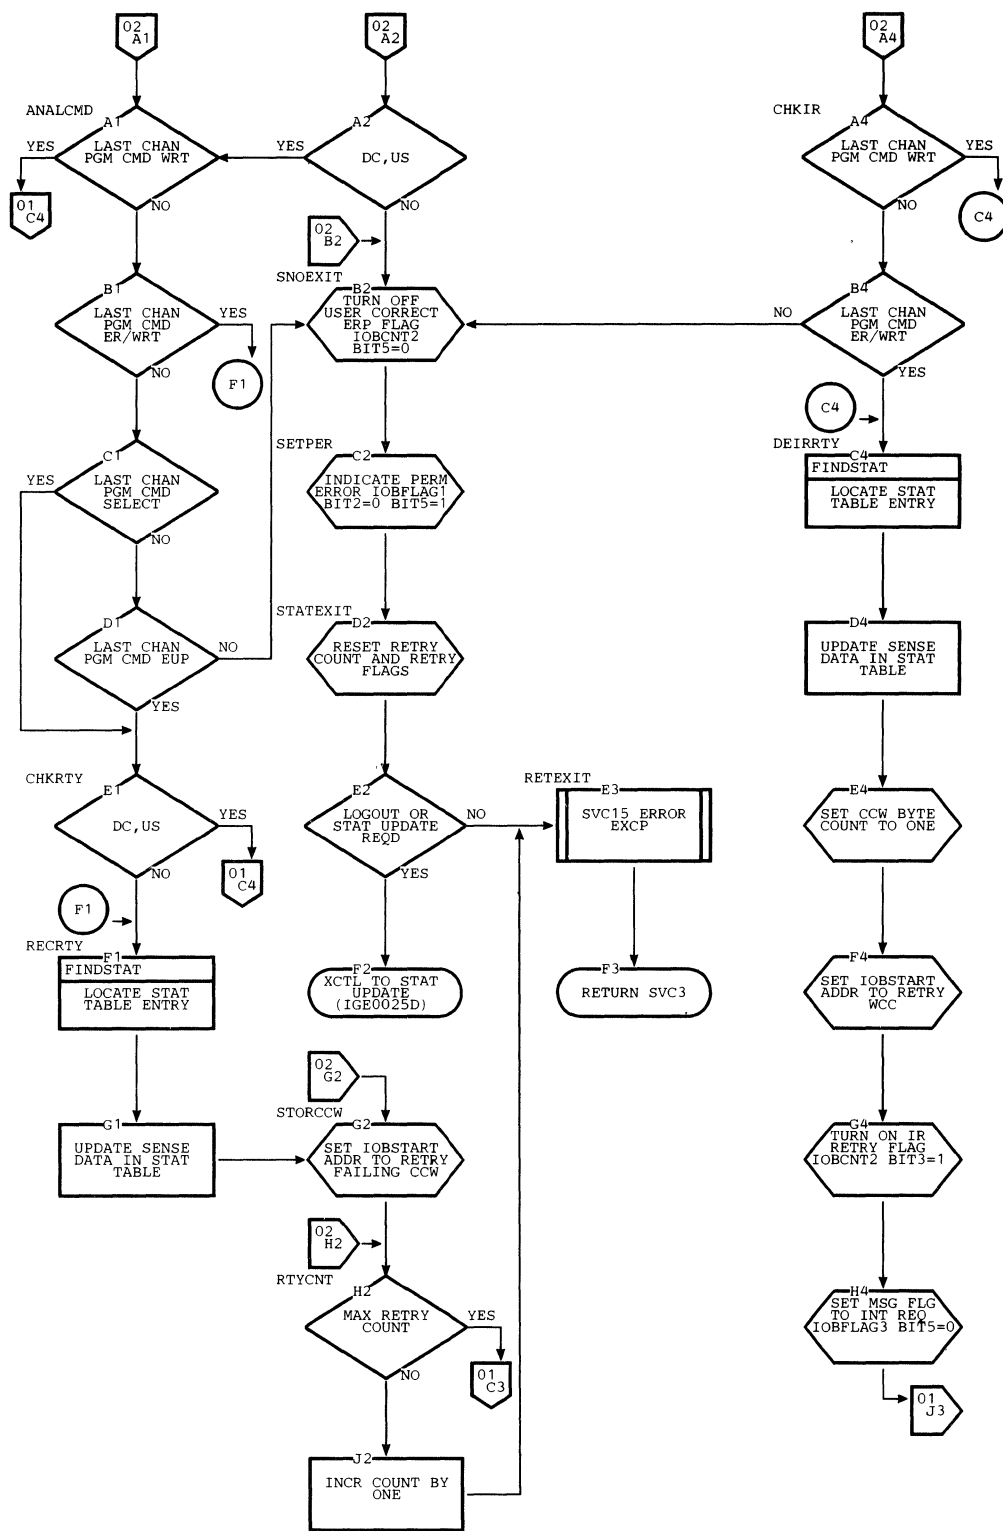 02
A1
02
A2
02
A4
ANALCMD
A1
LAST CHAN
PGM CMD WRT
YES
NO
01
C4
A2
DC,US
YES
NO
CHKIR
A4
LAST CHAN
PGM CMD WRT
YES
NO
C4
02
B2
B1
LAST CHAN
PGM CMD
ER/WRT
YES
NO
F1
SNOEXIT
B2
TURN OFF
USER CORRECT
ERP FLAG
IOBCNT2
BIT5=0
B4
LAST CHAN
PGM CMD
ER/WRT
NO
YES
C4
C1
LAST CHAN
PGM CMD
SELECT
YES
NO
SETPER
C2
INDICATE PERM
ERROR IOBFLAG1
BIT2=0 BIT5=1
DEIRRTY
C4
FINDSTAT
LOCATE STAT
TABLE ENTRY
D1
LAST CHAN
PGM CMD EUP
NO
YES
STATEXIT
D2
RESET RETRY
COUNT AND RETRY
FLAGS
D4
UPDATE SENSE
DATA IN STAT
TABLE
CHKRTY
E1
DC,US
YES
NO
01
C4
E2
LOGOUT OR
STAT UPDATE
REQD
NO
YES
RETEXIT
E3
SVC15 ERROR
EXCP
E4
SET CCW BYTE
COUNT TO ONE
F1
RECRTY
F1
FINDSTAT
LOCATE STAT
TABLE ENTRY
F2
XCTL TO STAT
UPDATE
(IGE0025D)
F3
RETURN SVC3
F4
SET IOBSTART
ADDR TO RETRY
WCC
02
G2
G1
UPDATE SENSE
DATA IN STAT
TABLE
STORCCW
G2
SET IOBSTART
ADDR TO RETRY
FAILING CCW
G4
TURN ON IR
RETRY FLAG
IOBCNT2 BIT3=1
02
H2
RTYCNT
H2
MAX RETRY
COUNT
YES
NO
01
C3
H4
SET MSG FLG
TO INT REQ
IOBFLAG3 BIT5=0
01
J3
J2
INCR COUNT BY
ONE